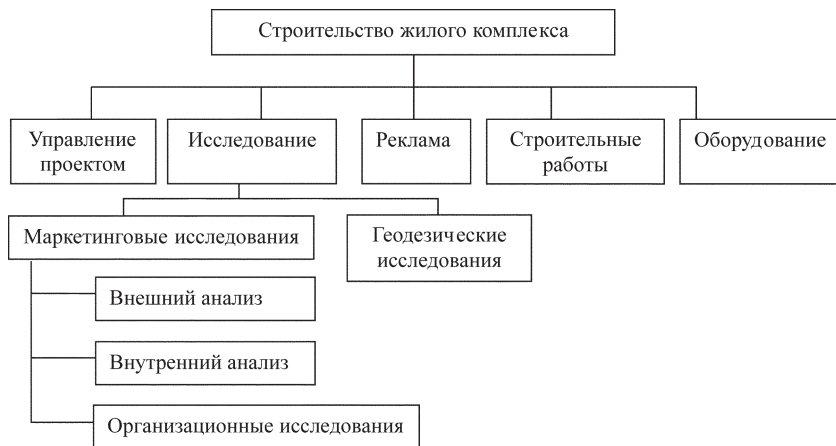 Строительство жилого комплекса
Управление
проектом
Исследование
Реклама
Строительные
работы
Оборудование
Маркетинговые исследования
Геодезические
исследования
Внешний анализ
Внутренний анализ
Организационные исследования